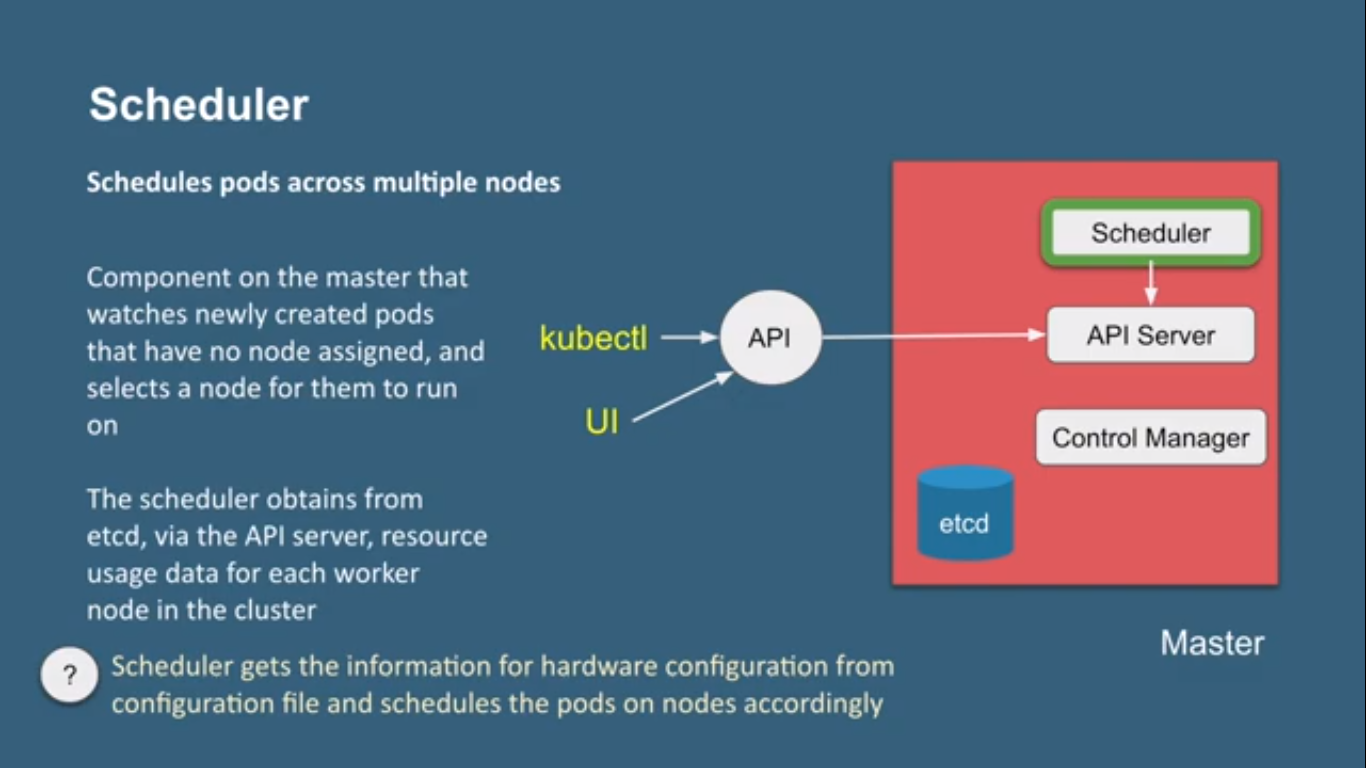 Scheduler
Schedules pods across multiple nodes
Component on the master that
watches newly created pods
that have no node assigned, and
selects a node for them to run
on
The scheduler obtains from
etcd, via the API server, resource
usage data for each worker
node in the cluster
? Scheduler gets the information for hardware configuration from
configuration file and schedules the pods on nodes accordingly
kubectl
UI
API
Scheduler
API Server
Control Manager
etcd
Master